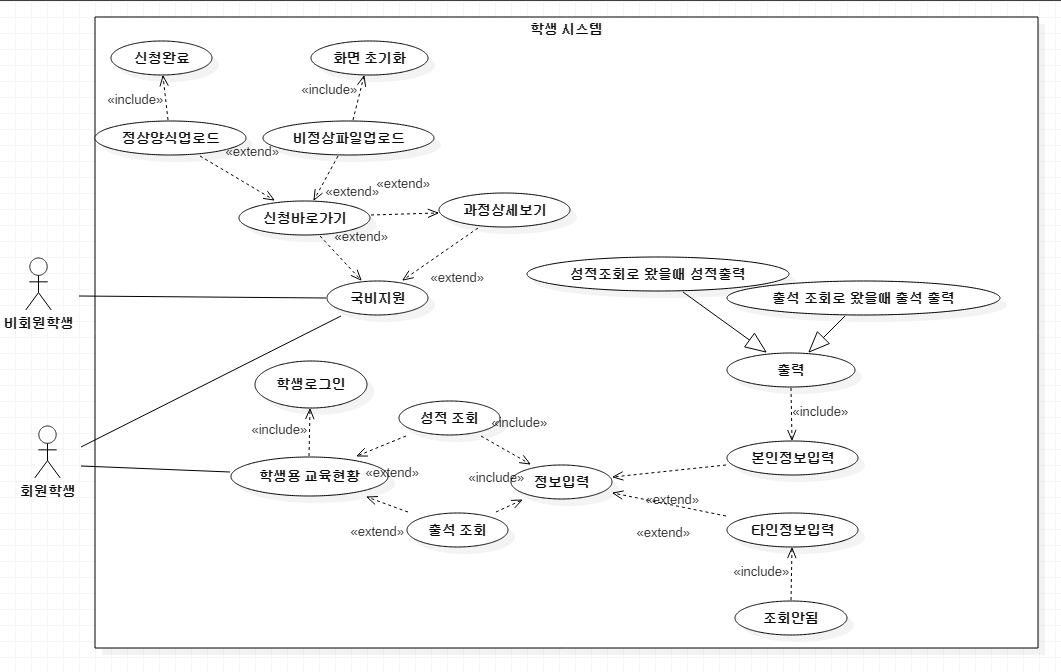 학생 시스템
신청완료
화면 초기화
«include»
«include»
정상양식업로드
비정상파일업로드
«extend»
«extend»
«extend»
신청바로가기
과정상세보기
«extend»
«extend»
국비지원
비회원학생
성적조회로 왔을때 성적출력
출석 조회로 왔을때 출석 출력
출력
학생로그인
«include»
성적 조회
«include»
«include»
회원학생
학생용 교육현황
«extend»
«include»
정보입력
본인정보입력
«extend»
출석 조회
«extend»
«extend»
타인정보입력
«include»
조회안됨